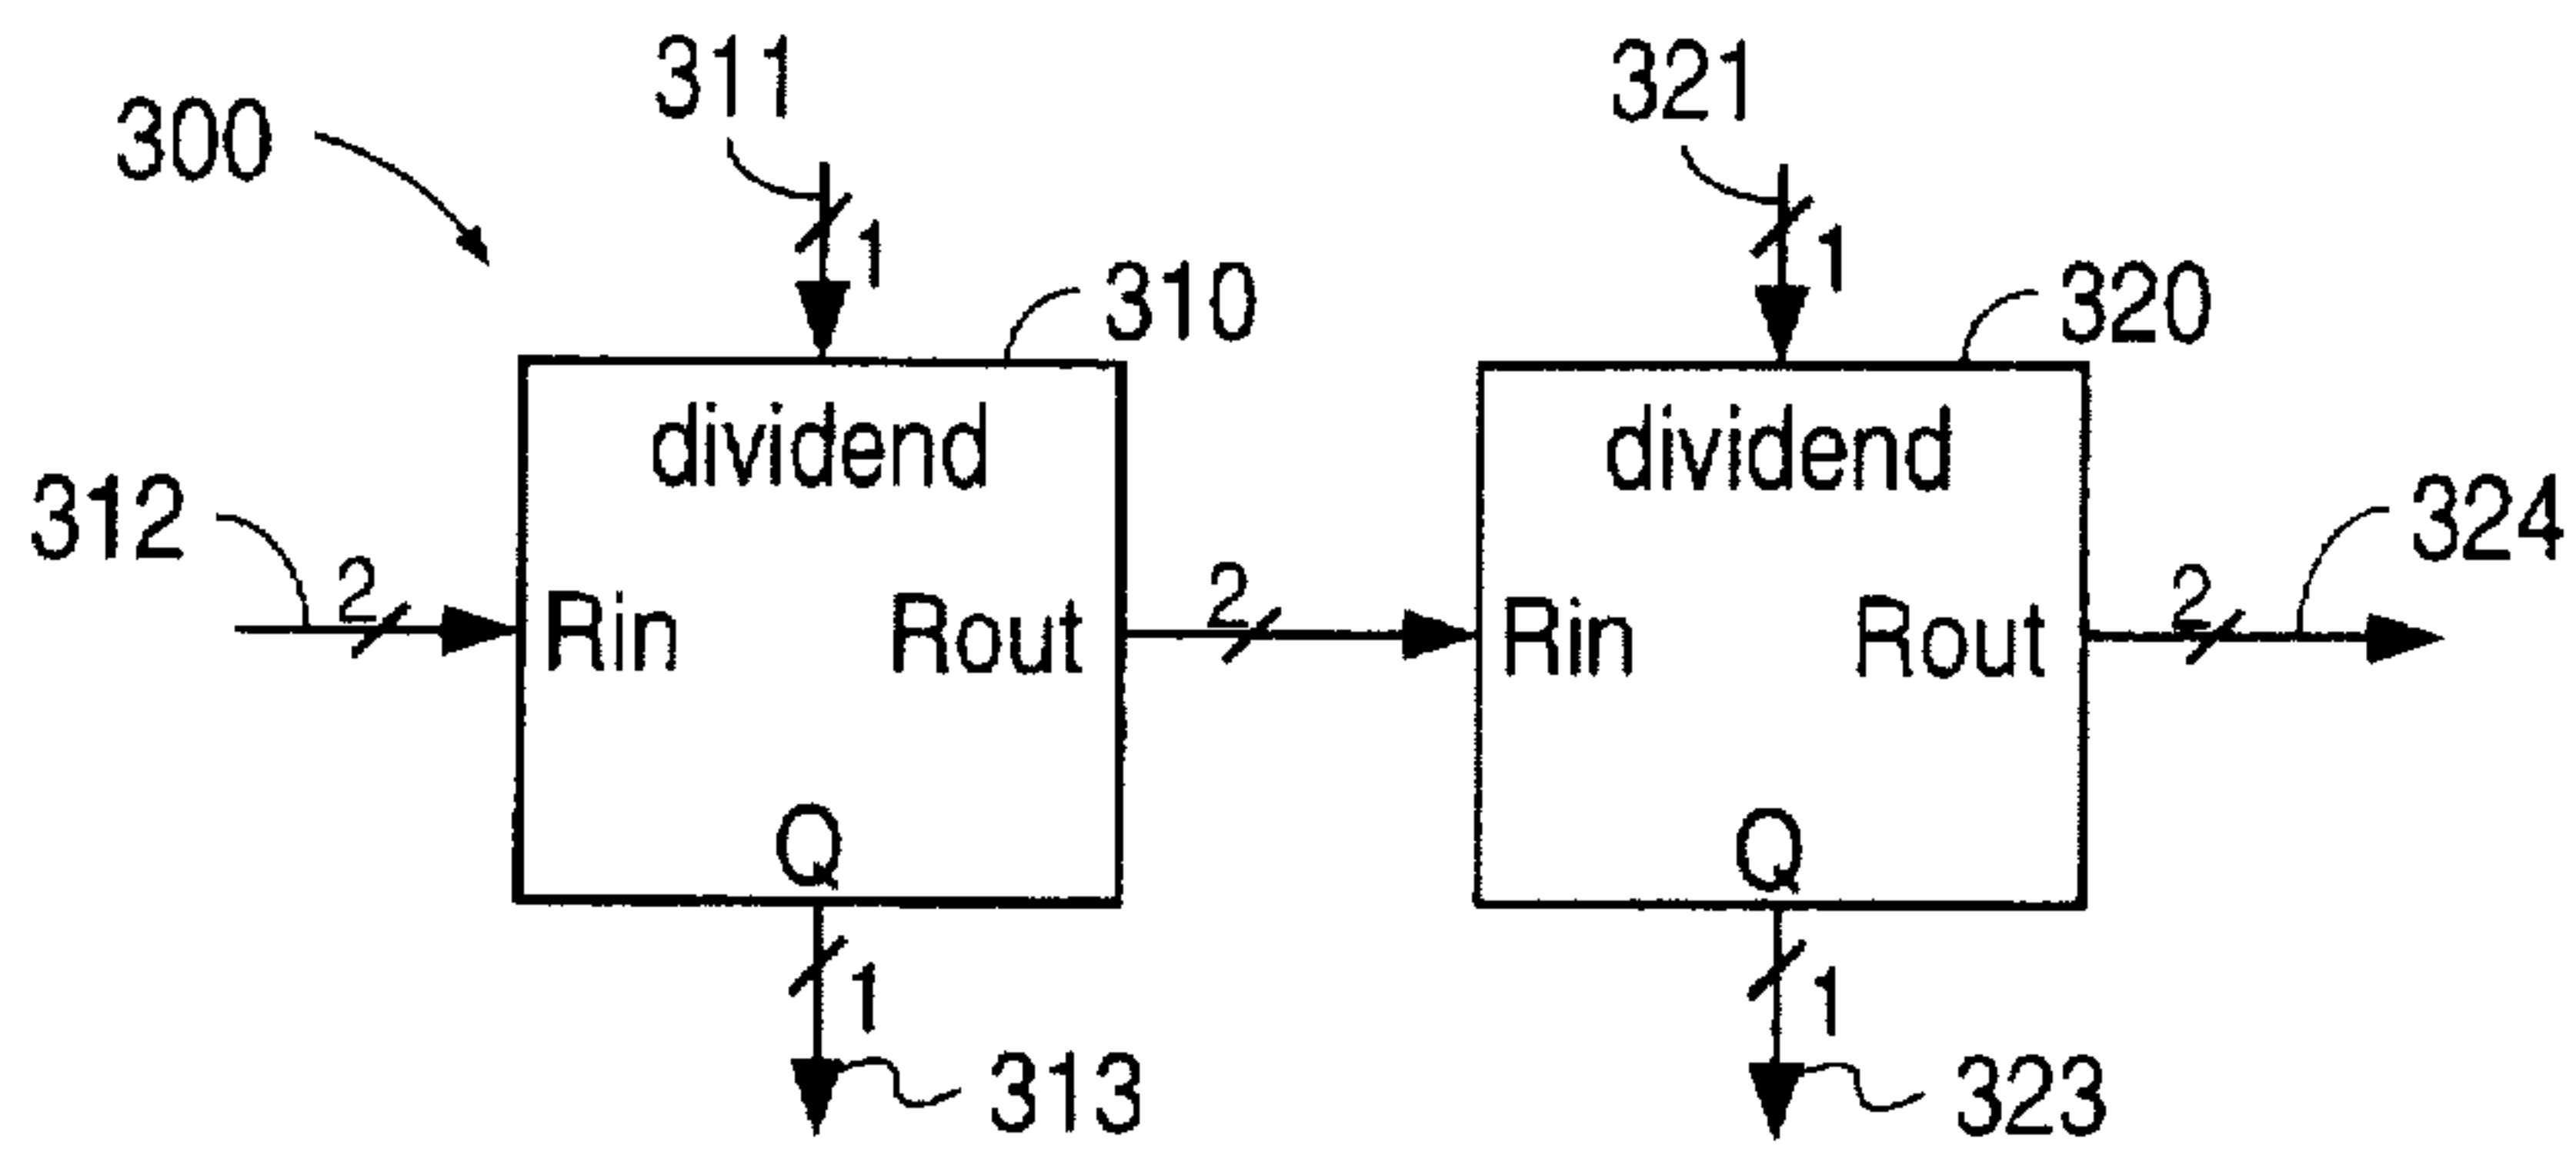 311 321
300
1 1
310 320
dividend dividend
312 324
2 2 2
Rin Rout Rin Rout
Q Q
1 1
313 323